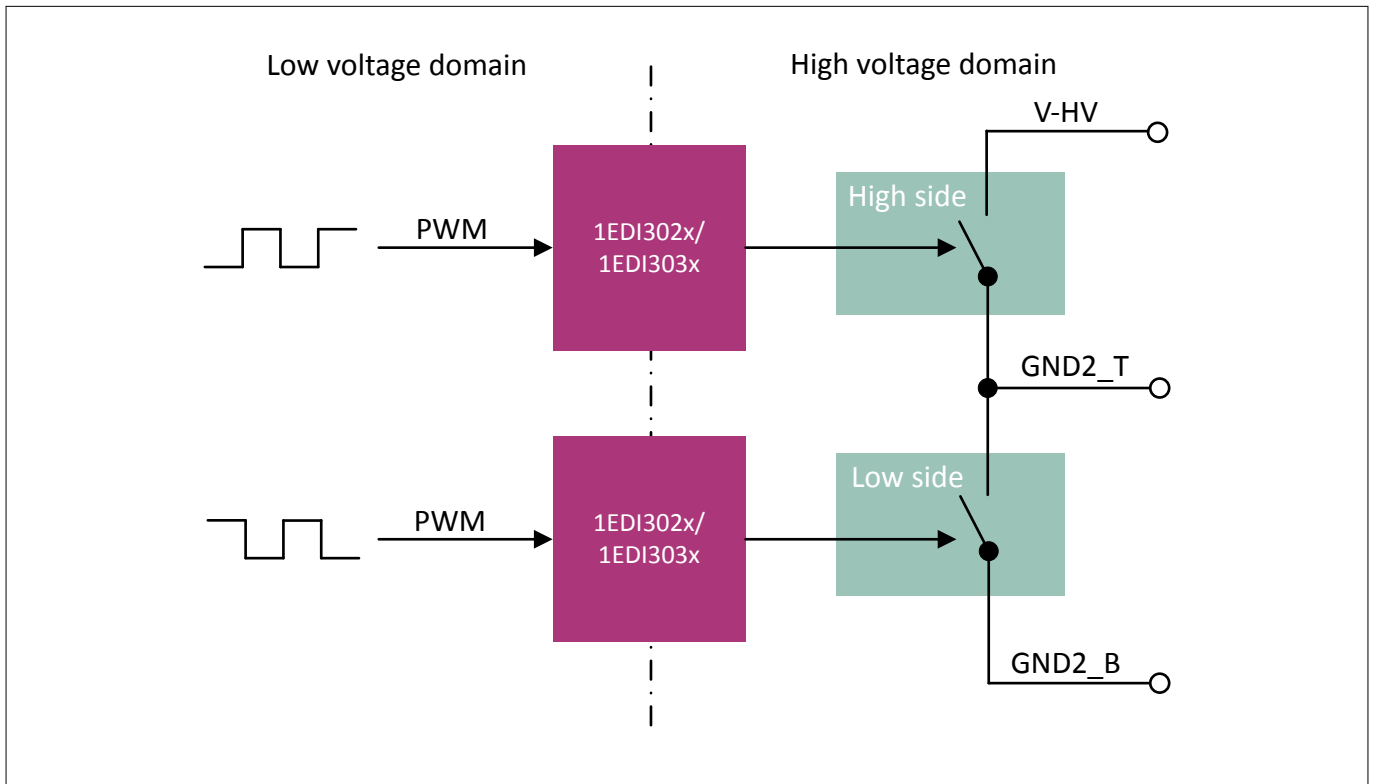 Low voltage domain
High voltage domain
V-HV
High side
PWM
1EDI302x/
1EDI303x
GND2_T
Low side
PWM
1EDI302x/
1EDI303x
GND2_B